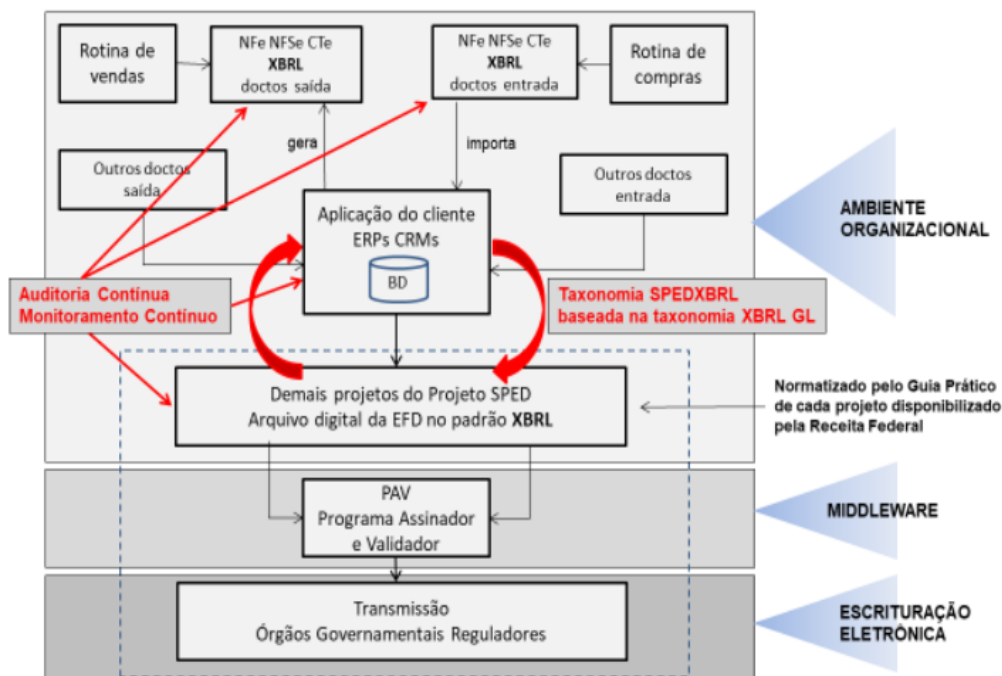 Rotina de
vendas
NFe NFSe CTe
XBRL
doctos saída
NFe NFSe CTe
XBRL
doctos entrada
Rotina de
compras
gera
importa
Outros doctos
saída
Aplicação do cliente
ERPs CRMs
BD
Outros doctos
entrada
AMBIENTE
ORGANIZACIONAL
Auditoria Contínua
Monitoramento Contínuo
Taxonomia SPEDXBRL
baseada na taxonomia XBRL GL
Demais projetos do Projeto SPED
Arquivo digital da EFD no padrão XBRL
Normatizado pelo Guia Prático
de cada projeto disponibilizado
pela Receita Federal
PAV
Programa Assinador
e Validador
MIDDLEWARE
Transmissão
Órgãos Governamentais Reguladores
ESCRITURAÇÃO
ELETRÔNICA